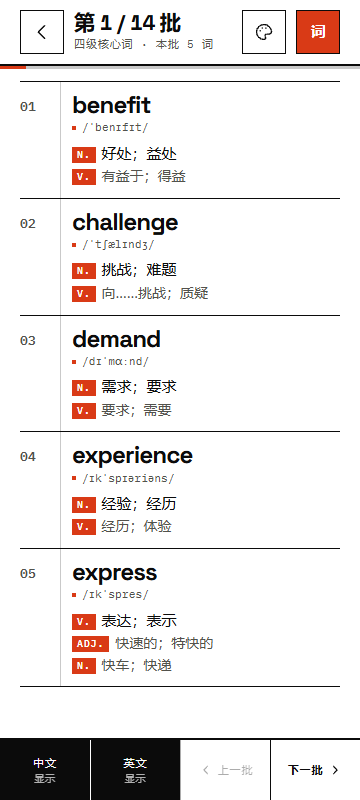 第 1 / 14 批
四级核心词 · 本批 5 词
词
01
benefit
/ˈbenɪfɪt/
N. 好处; 益处
V. 有益于; 得益
02
challenge
/ˈtʃælɪndʒ/
N. 挑战; 难题
V. 向……挑战; 质疑
03
demand
/dɪˈmɑːnd/
N. 需求; 要求
V. 要求; 需要
04
experience
/ɪkˈspɪəriəns/
N. 经验; 经历
V. 经历; 体验
05
express
/ɪkˈspres/
V. 表达; 表示
ADJ. 快速的; 特快的
N. 快车; 快递
中文
显示
英文
显示
上一批
下一批